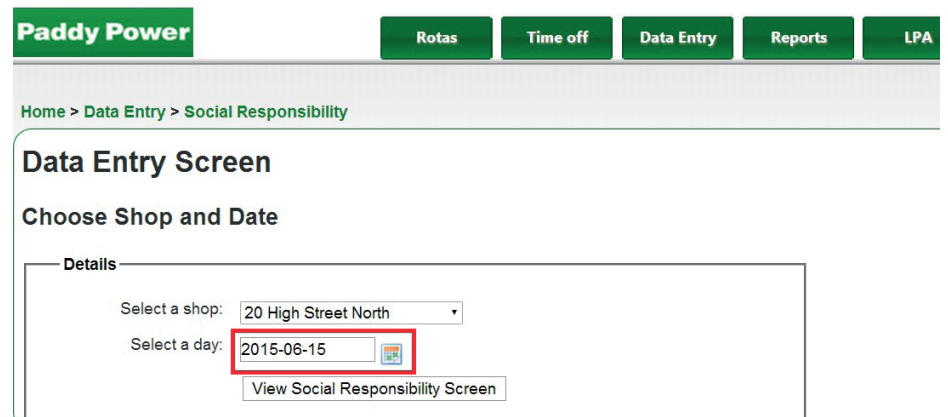 Paddy Power
Rotas Time off Data Entry Reports LPA
Home > Data Entry > Social Responsibility
Data Entry Screen
Choose Shop and Date
Details
Select a shop: 20 High Street North
Select a day: 2015-06-15
View Social Responsibility Screen